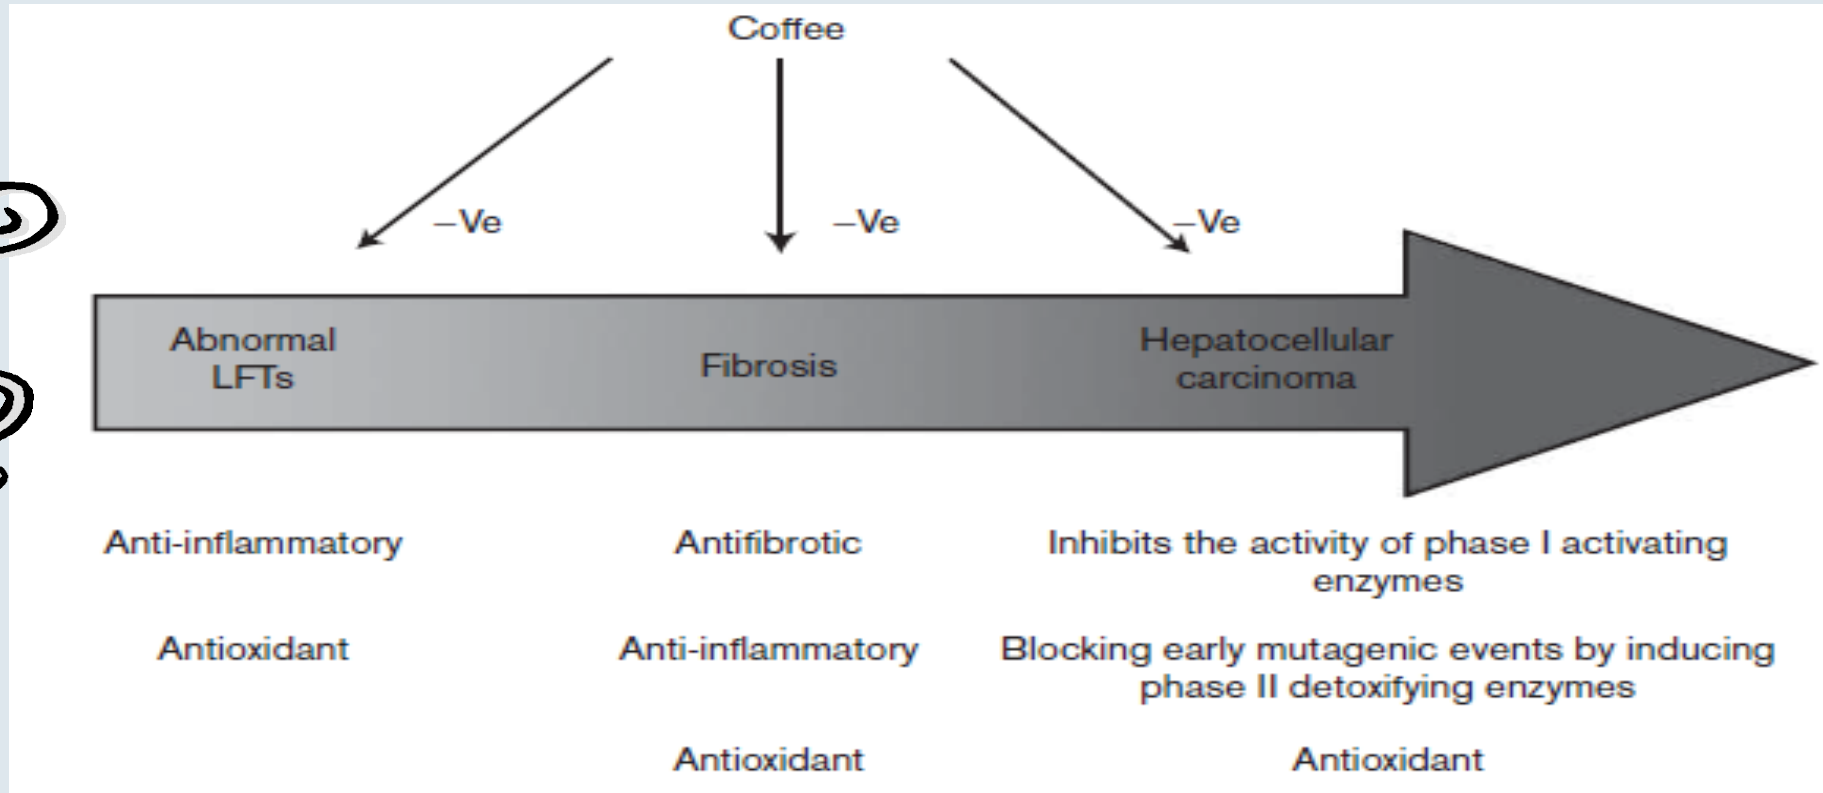 Coffee
–Ve
–Ve
–Ve
Abnormal
LFTs
Fibrosis
Hepatocellular
carcinoma
Anti-inflammatory
Antifibrotic
Inhibits the activity of phase I activating
enzymes
Antioxidant
Anti-inflammatory
Blocking early mutagenic events by inducing
phase II detoxifying enzymes
Antioxidant
Antioxidant